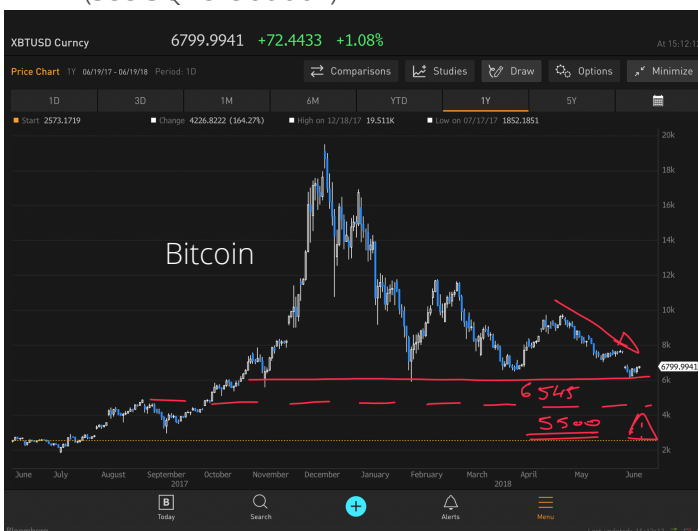 XBTUSD Curncy 6799.9941 +72.4433 +1.08% At 15:12:12
Price Chart 1Y 06/19/17 - 06/19/18 Period: 1D Comparisons Studies Draw Options Minimize
1D 3D 1M 6M YTD 1Y 5Y
Start 2573.1719 Change 4226.8222 (164.27%) High on 12/18/17 19.511K Low on 07/17/17 1852.1851
20k
18k
16k
14k
Bitcoin
12k
10k
8k
6799.9941
6k
6545
4k
5500
2k
June July August September October November December January February March April May June
2017 2018
B
Today Search Alerts Menu